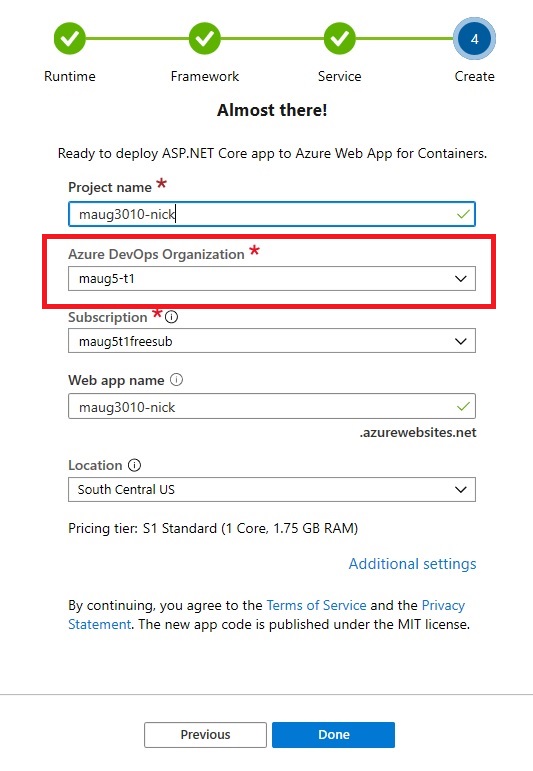 4
Runtime Framework Service Create
Almost there!
Ready to deploy ASP.NET Core app to Azure Web App for Containers.
Project name *
maug3010-nick
Azure DevOps Organization *
maug5-t1
Subscription *
maug5t1freesub
Web app name
maug3010-nick
.azurewebsites.net
Location
South Central US
Pricing tier: S1 Standard (1 Core, 1.75 GB RAM)
Additional settings
By continuing, you agree to the Terms of Service and the Privacy
Statement. The new app code is published under the MIT license.
Previous Done